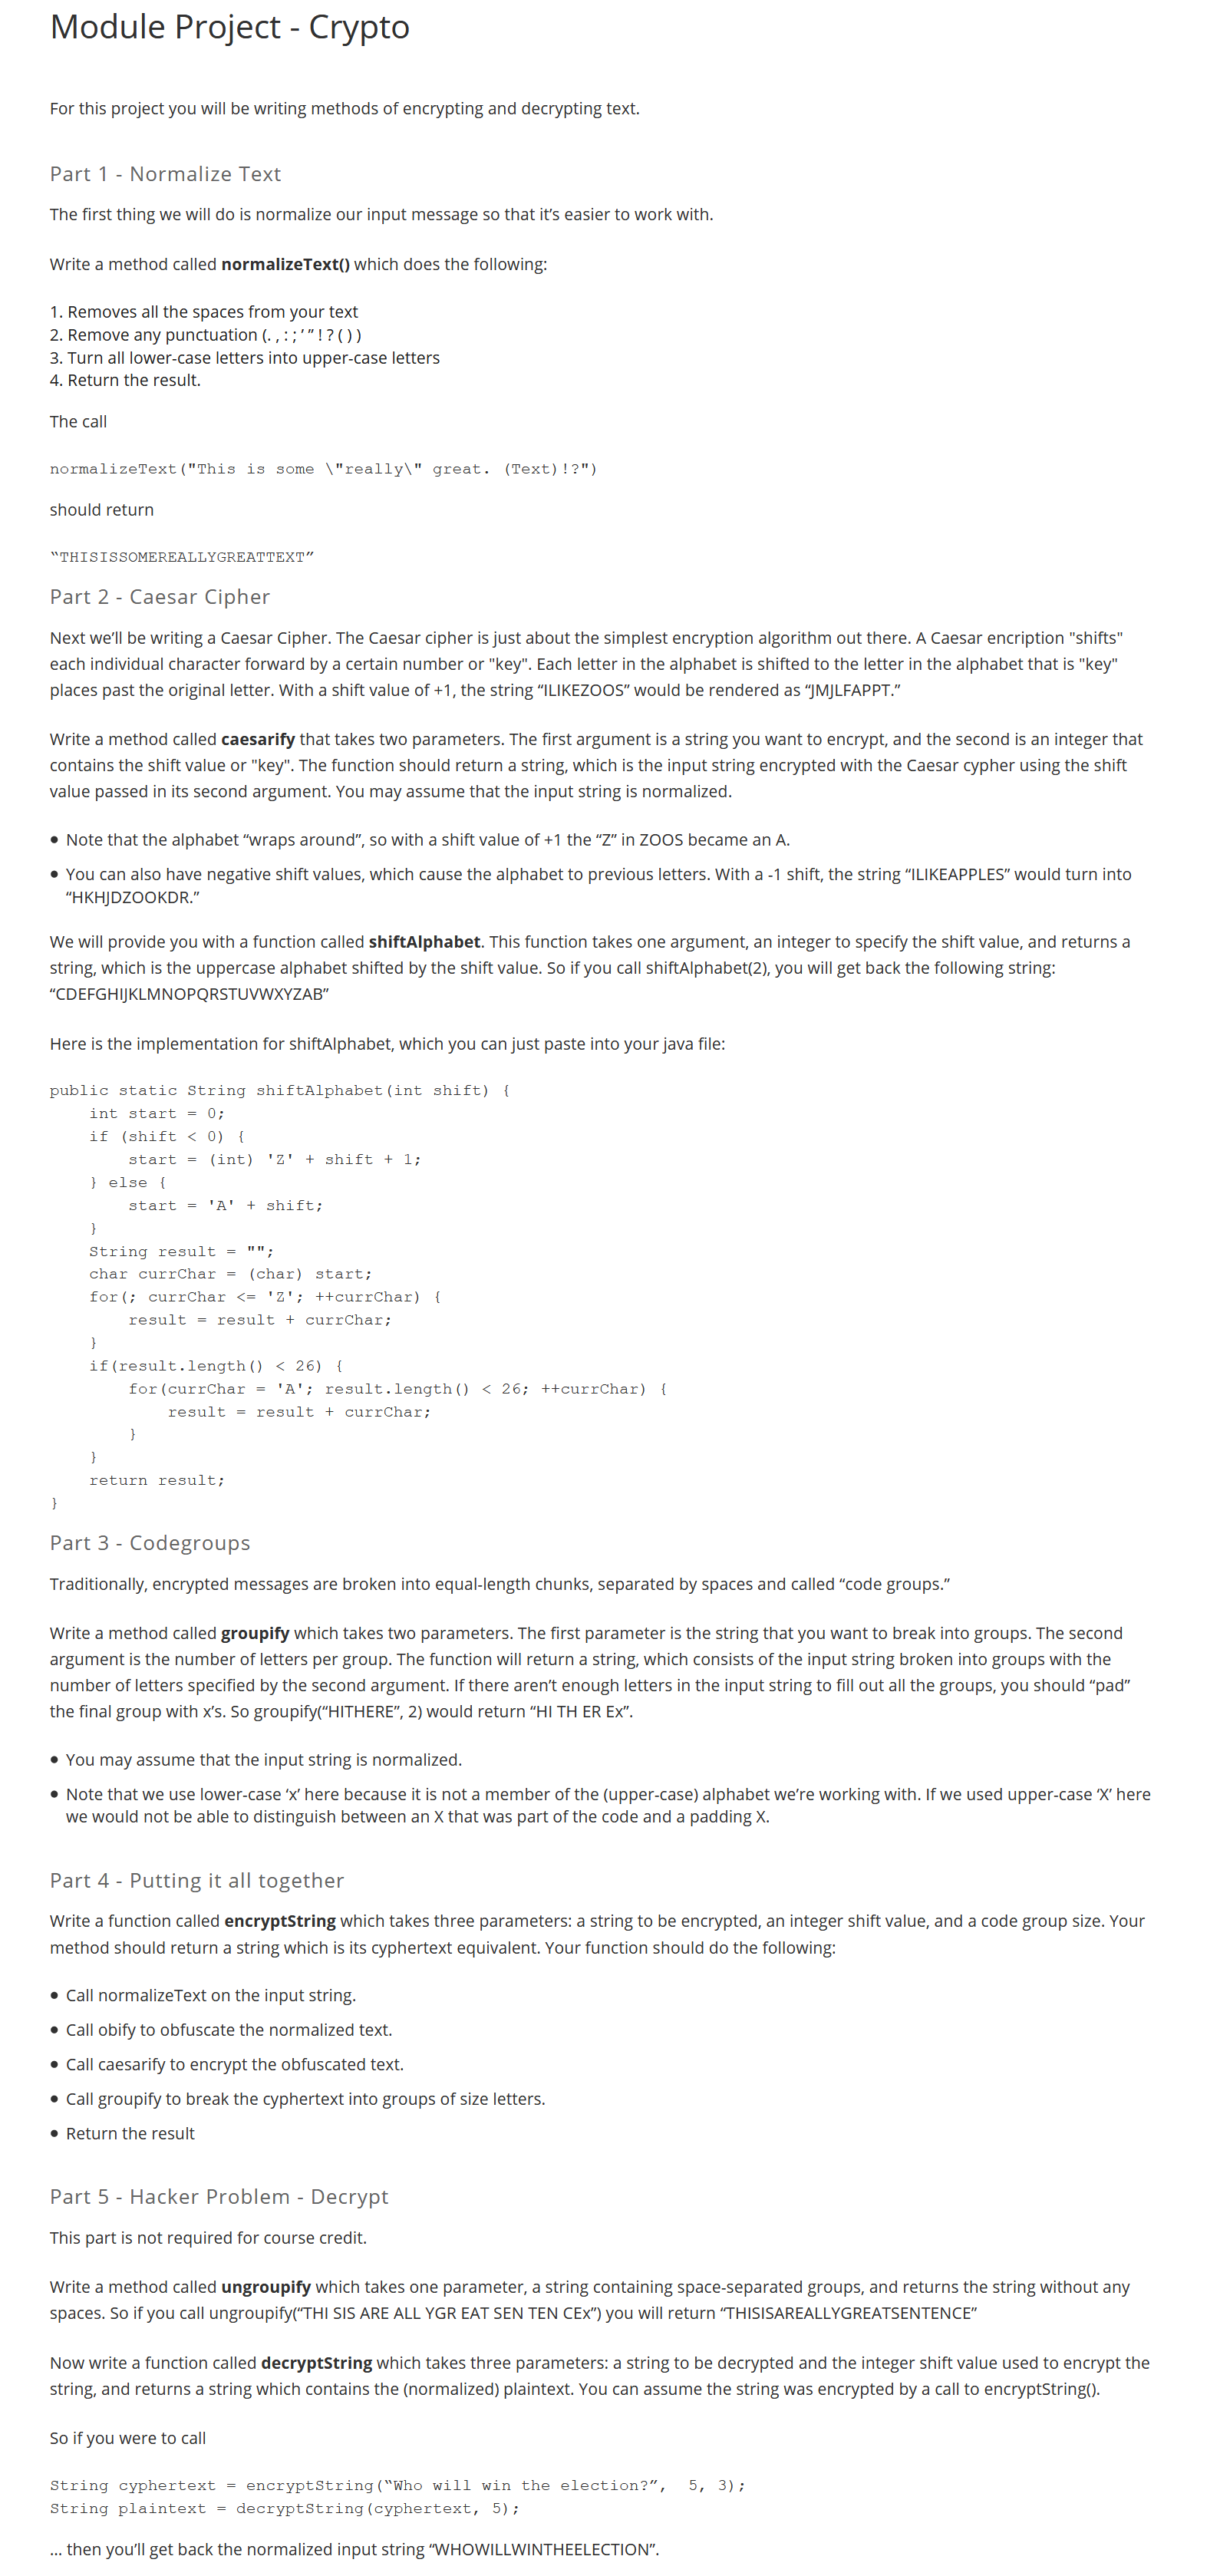 Module Project - Crypto
For this project you will be writing methods of encrypting and decrypting text.
Part 1 - Normalize Text
The first thing we will do is normalize our input message so that it’s easier to work with.
Write a method called normalizeText() which does the following:
1. Removes all the spaces from your text
2. Remove any punctuation (. , : ; ’ ” ! ? ( ) )
3. Turn all lower-case letters into upper-case letters
4. Return the result.
The call
normalizeText("This is some \"really\" great. (Text)!?")
should return
“THISISSOMEREALLYGREATTEXT”
Part 2 - Caesar Cipher
Next we’ll be writing a Caesar Cipher. The Caesar cipher is just about the simplest encryption algorithm out there. A Caesar encription "shifts"
each individual character forward by a certain number or "key". Each letter in the alphabet is shifted to the letter in the alphabet that is "key"
places past the original letter. With a shift value of +1, the string “ILIKEZOOS” would be rendered as “JMJLFAPPT.”
Write a method called caesarify that takes two parameters. The first argument is a string you want to encrypt, and the second is an integer that
contains the shift value or "key". The function should return a string, which is the input string encrypted with the Caesar cypher using the shift
value passed in its second argument. You may assume that the input string is normalized.
• Note that the alphabet “wraps around”, so with a shift value of +1 the “Z” in ZOOS became an A.
• You can also have negative shift values, which cause the alphabet to previous letters. With a -1 shift, the string “ILIKEAPPLES” would turn into
“HKHJDZOOKDR.”
We will provide you with a function called shiftAlphabet. This function takes one argument, an integer to specify the shift value, and returns a
string, which is the uppercase alphabet shifted by the shift value. So if you call shiftAlphabet(2), you will get back the following string:
“CDEFGHIJKLMNOPQRSTUVWXYZAB”
Here is the implementation for shiftAlphabet, which you can just paste into your java file:
public static String shiftAlphabet(int shift) {
    int start = 0;
    if (shift < 0) {
        start = (int) 'Z' + shift + 1;
    } else {
        start = 'A' + shift;
    }
    String result = "";
    char currChar = (char) start;
    for(; currChar <= 'Z'; ++currChar) {
        result = result + currChar;
    }
    if(result.length() < 26) {
        for(currChar = 'A'; result.length() < 26; ++currChar) {
            result = result + currChar;
        }
    }
    return result;
}
Part 3 - Codegroups
Traditionally, encrypted messages are broken into equal-length chunks, separated by spaces and called “code groups.”
Write a method called groupify which takes two parameters. The first parameter is the string that you want to break into groups. The second
argument is the number of letters per group. The function will return a string, which consists of the input string broken into groups with the
number of letters specified by the second argument. If there aren’t enough letters in the input string to fill out all the groups, you should “pad”
the final group with x’s. So groupify(“HITHERE”, 2) would return “HI TH ER Ex”.
• You may assume that the input string is normalized.
• Note that we use lower-case ‘x’ here because it is not a member of the (upper-case) alphabet we’re working with. If we used upper-case ‘X’ here
we would not be able to distinguish between an X that was part of the code and a padding X.
Part 4 - Putting it all together
Write a function called encryptString which takes three parameters: a string to be encrypted, an integer shift value, and a code group size. Your
method should return a string which is its cyphertext equivalent. Your function should do the following:
• Call normalizeText on the input string.
• Call obify to obfuscate the normalized text.
• Call caesarify to encrypt the obfuscated text.
• Call groupify to break the cyphertext into groups of size letters.
• Return the result
Part 5 - Hacker Problem - Decrypt
This part is not required for course credit.
Write a method called ungroupify which takes one parameter, a string containing space-separated groups, and returns the string without any
spaces. So if you call ungroupify(“THI SIS ARE ALL YGR EAT SEN TEN CEx”) you will return “THISISAREALLYGREATSENTENCE”
Now write a function called decryptString which takes three parameters: a string to be decrypted and the integer shift value used to encrypt the
string, and returns a string which contains the (normalized) plaintext. You can assume the string was encrypted by a call to encryptString().
So if you were to call
String cyphertext = encryptString(“Who will win the election?”,  5, 3);
String plaintext = decryptString(cyphertext, 5);
… then you’ll get back the normalized input string “WHOWILLWINTHEELECTION”.